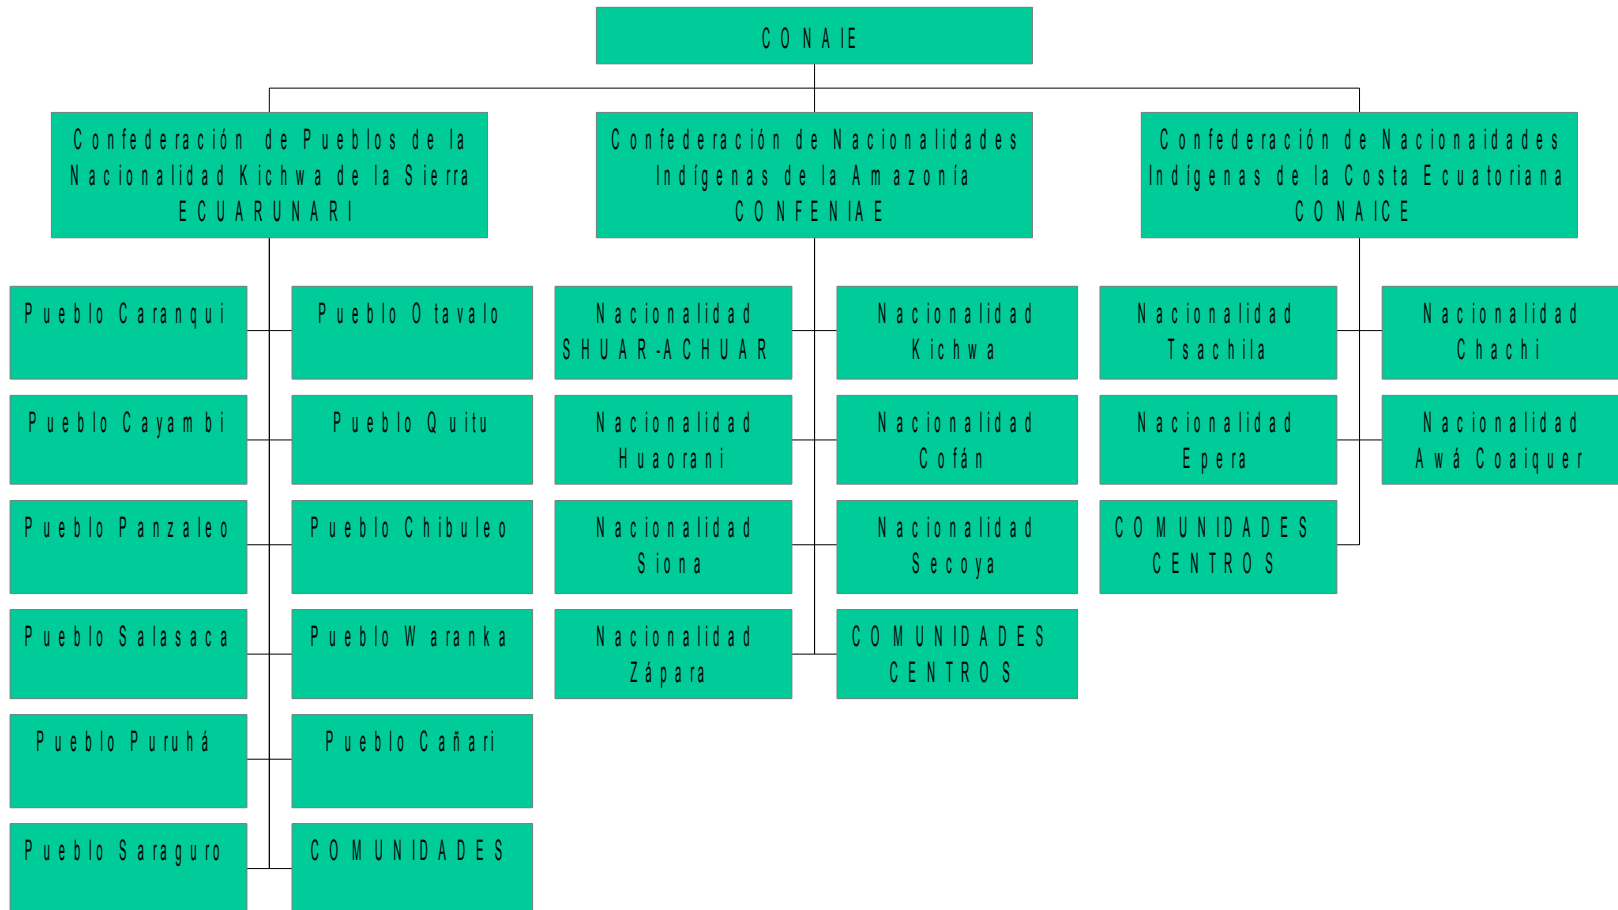 CONAIE
Confederación de Pueblos de la
Nacionalidad Kichwa de la Sierra
ECUARUNARI
Confederación de Nacionalidades
Indígenas de la Amazonía
CONFENIAE
Confederación de Nacionaidades
Indígenas de la Costa Ecuatoriana
CONAICE
Pueblo Caranqui
Pueblo Otavalo
Pueblo Cayambi
Pueblo Quitu
Pueblo Panzaleo
Pueblo Chibuleo
Pueblo Salasaca
Pueblo Waranka
Pueblo Puruhá
Pueblo Cañari
Pueblo Saraguro
COMUNIDADES
Nacionalidad
SHUAR-ACHUAR
Nacionalidad
Kichwa
Nacionalidad
Huaorani
Nacionalidad
Cofán
Nacionalidad
Siona
Nacionalidad
Secoya
Nacionalidad
Zápara
COMUNIDADES
CENTROS
Nacionalidad
Tsachila
Nacionalidad
Chachi
Nacionalidad
Epera
Nacionalidad
Awá Coaiquer
COMUNIDADES
CENTROS